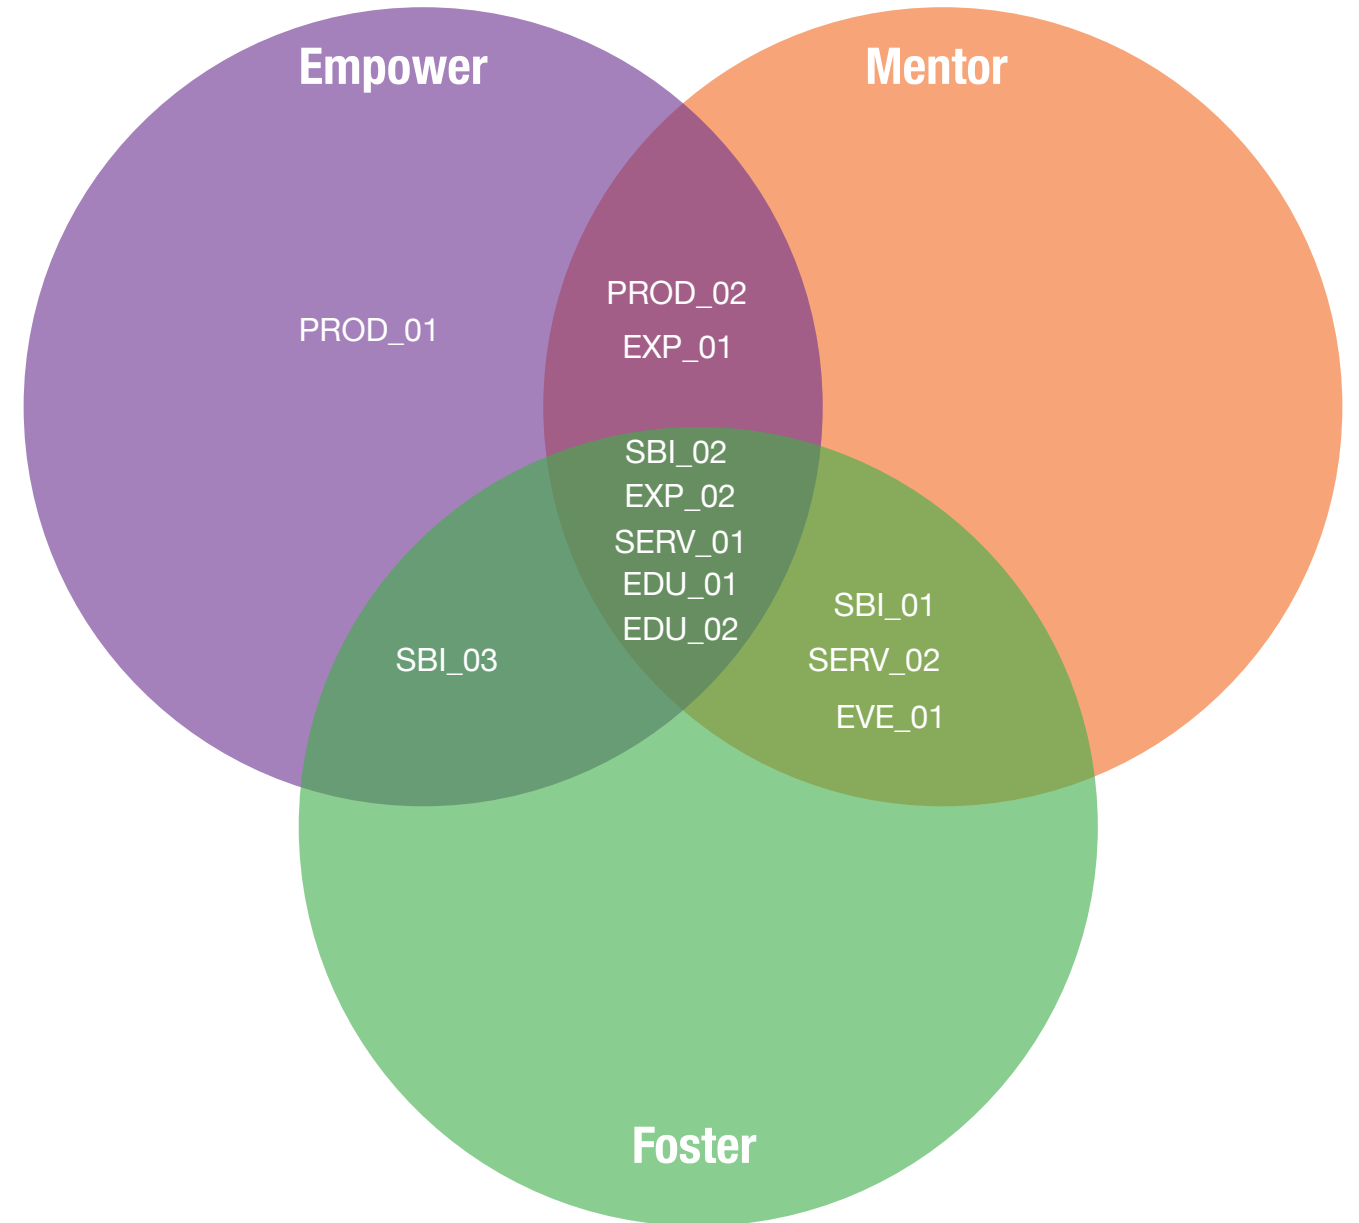 Empower
Mentor
PROD_01
PROD_02
EXP_01
SBI_02
EXP_02
SERV_01
EDU_01
EDU_02
SBI_03
SBI_01
SERV_02
EVE_01
Foster